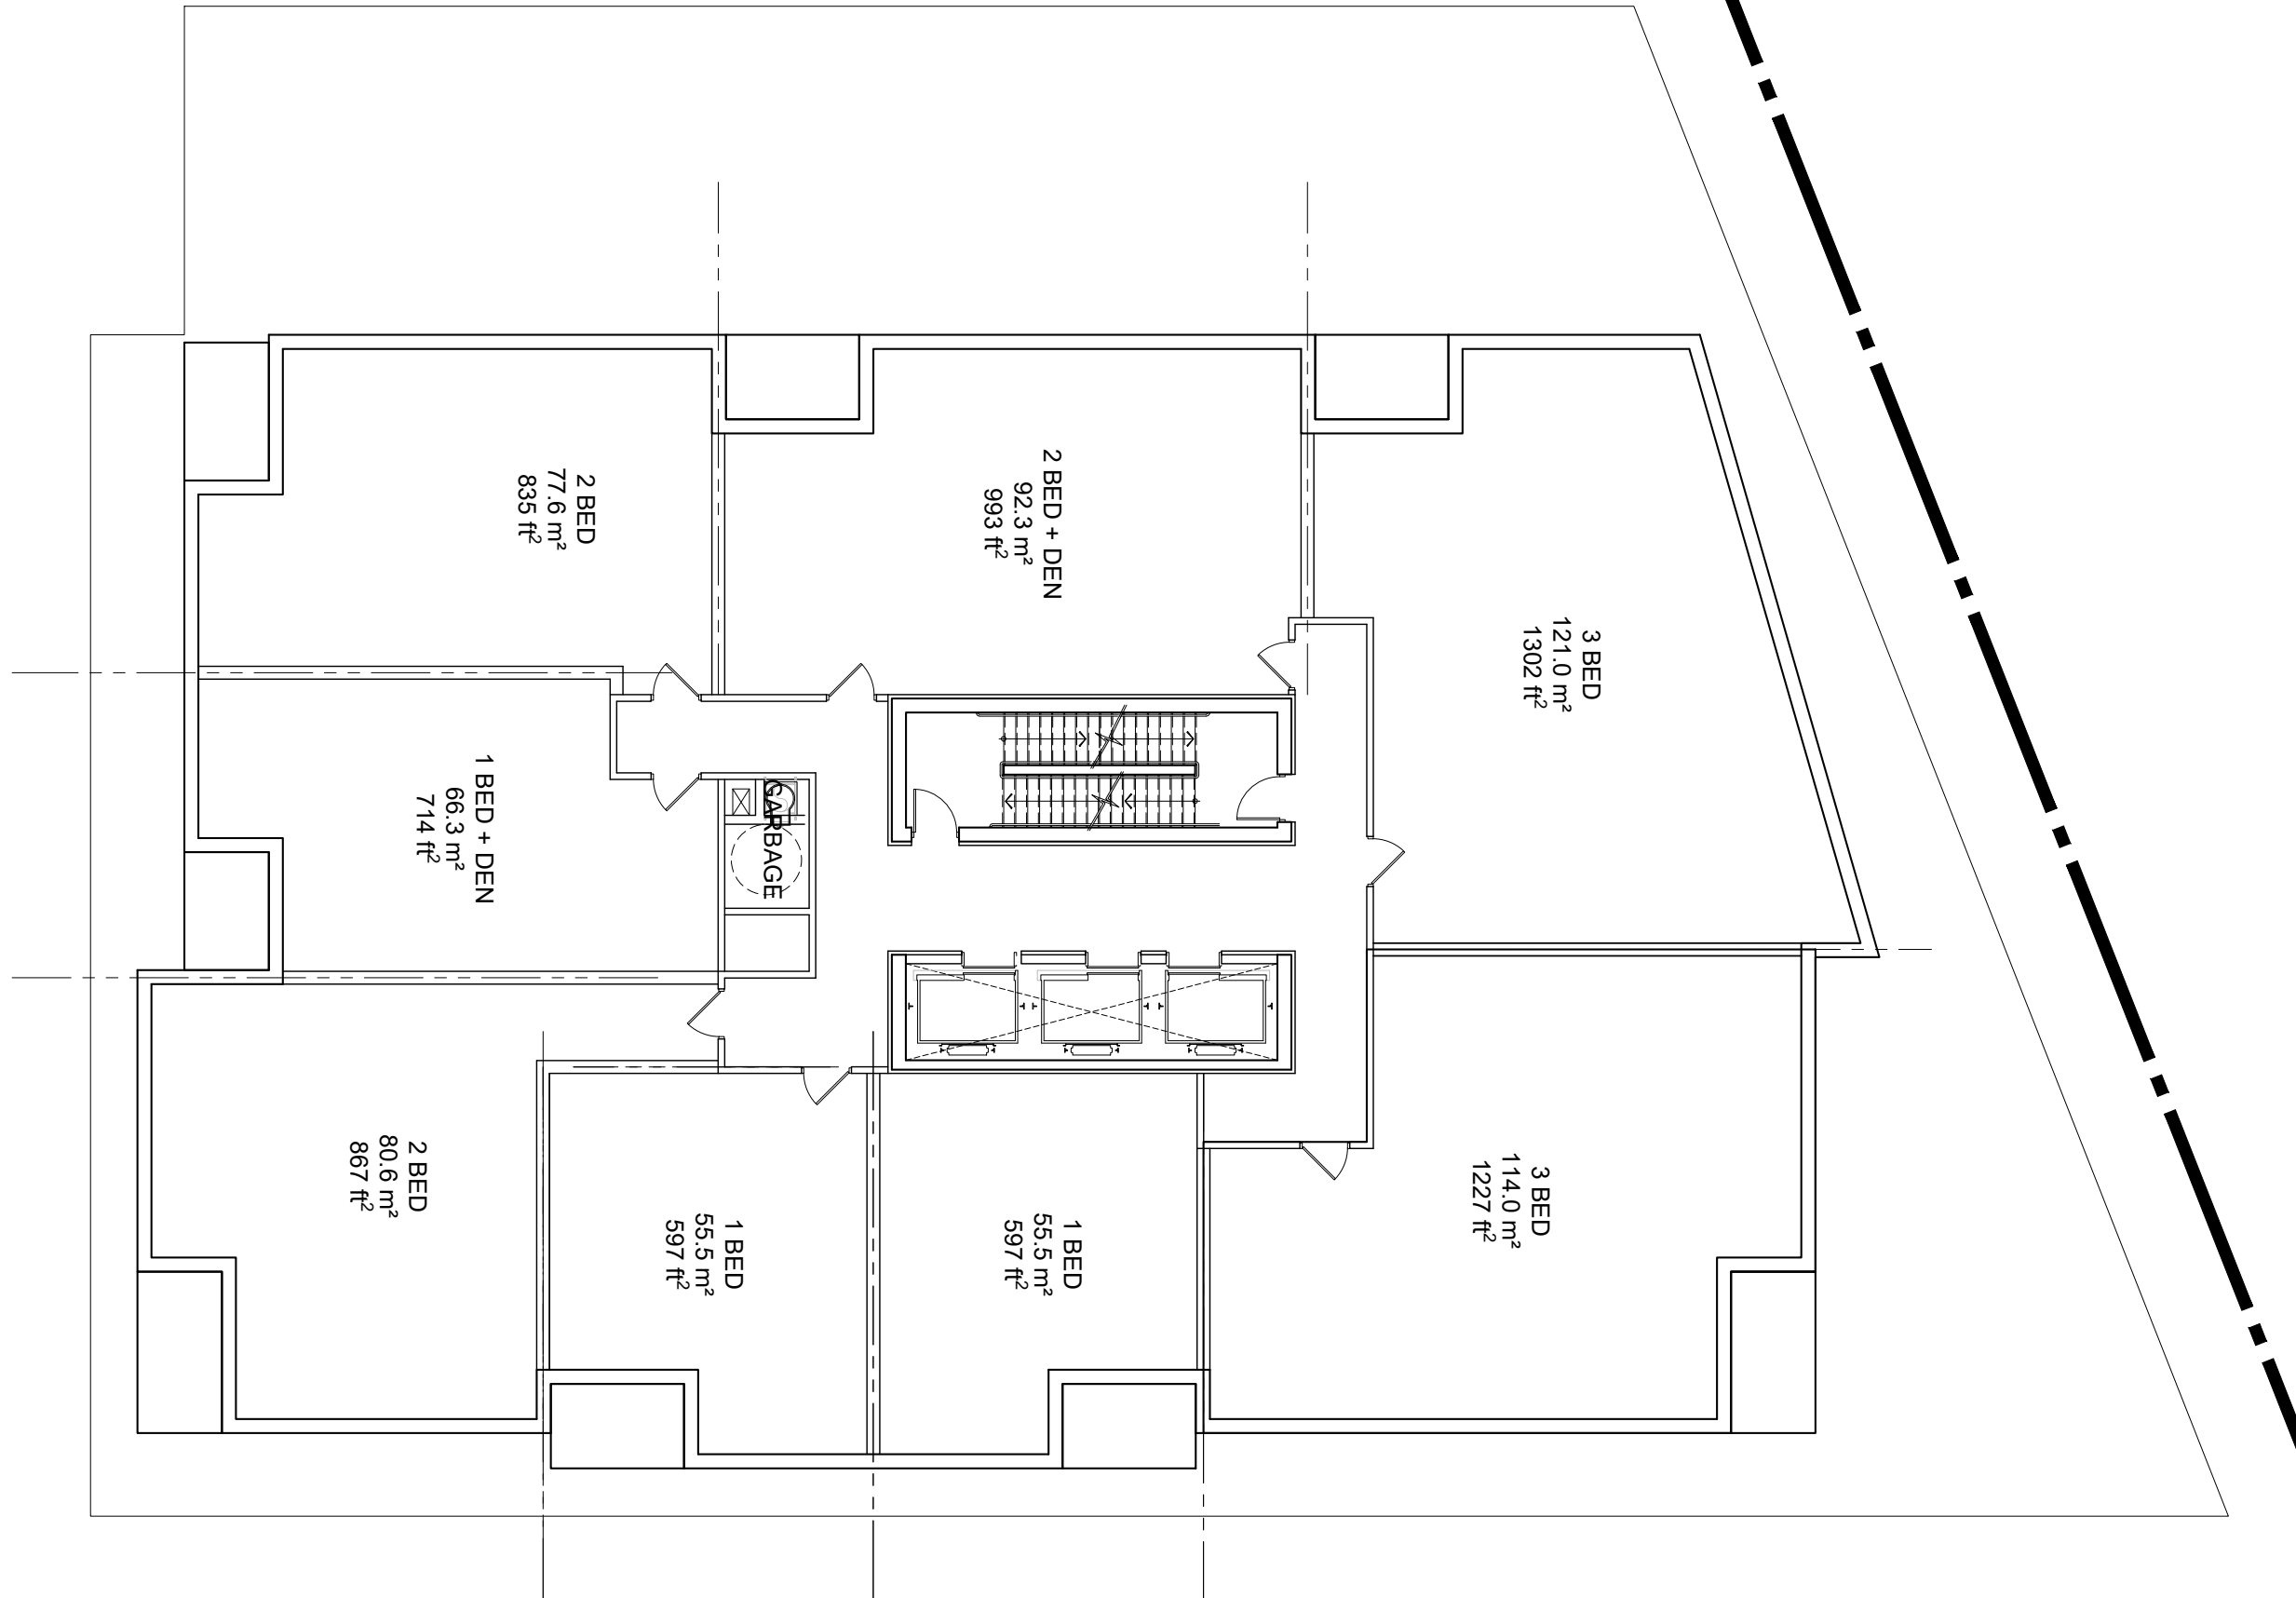 2 BED
77.6 m²
835 ft²
2 BED + DEN
92.3 m²
993 ft²
3 BED
121.0 m²
1302 ft²
1 BED + DEN
66.3 m²
714 ft²
GARBAGE
2 BED
80.6 m²
867 ft²
1 BED
55.5 m²
597 ft²
1 BED
55.5 m²
597 ft²
3 BED
114.0 m²
1227 ft²